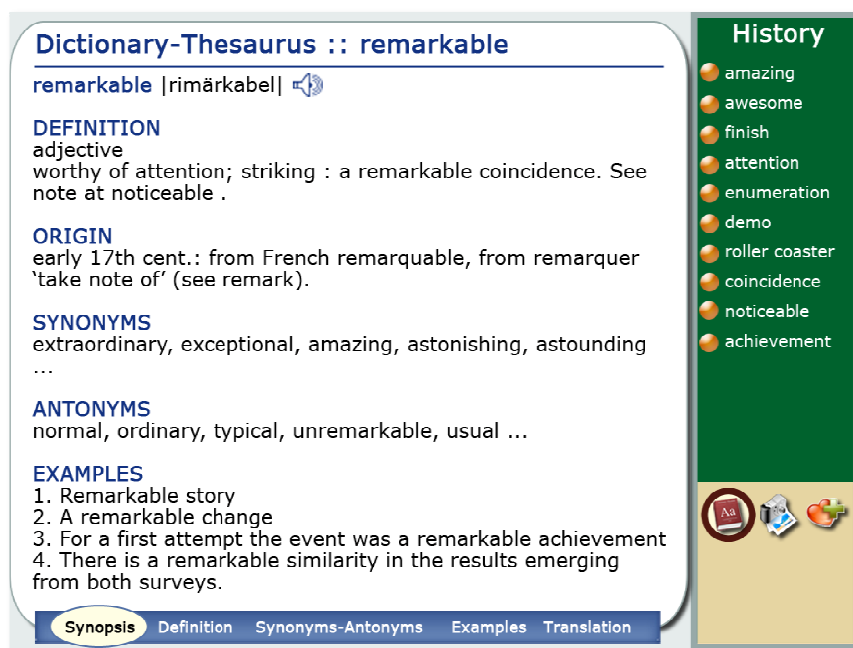 Dictionary-Thesaurus :: remarkable
remarkable |rimärkabel|
DEFINITION
adjective
worthy of attention; striking : a remarkable coincidence. See
note at noticeable .
ORIGIN
early 17th cent.: from French remarquable, from remarquer
‘take note of’ (see remark).
SYNONYMS
extraordinary, exceptional, amazing, astonishing, astounding
...
ANTONYMS
normal, ordinary, typical, unremarkable, usual ...
EXAMPLES
1. Remarkable story
2. A remarkable change
3. For a first attempt the event was a remarkable achievement
4. There is a remarkable similarity in the results emerging
from both surveys.
Synopsis Definition Synonyms-Antonyms Examples Translation
History
amazing
awesome
finish
attention
enumeration
demo
roller coaster
coincidence
noticeable
achievement
Aa